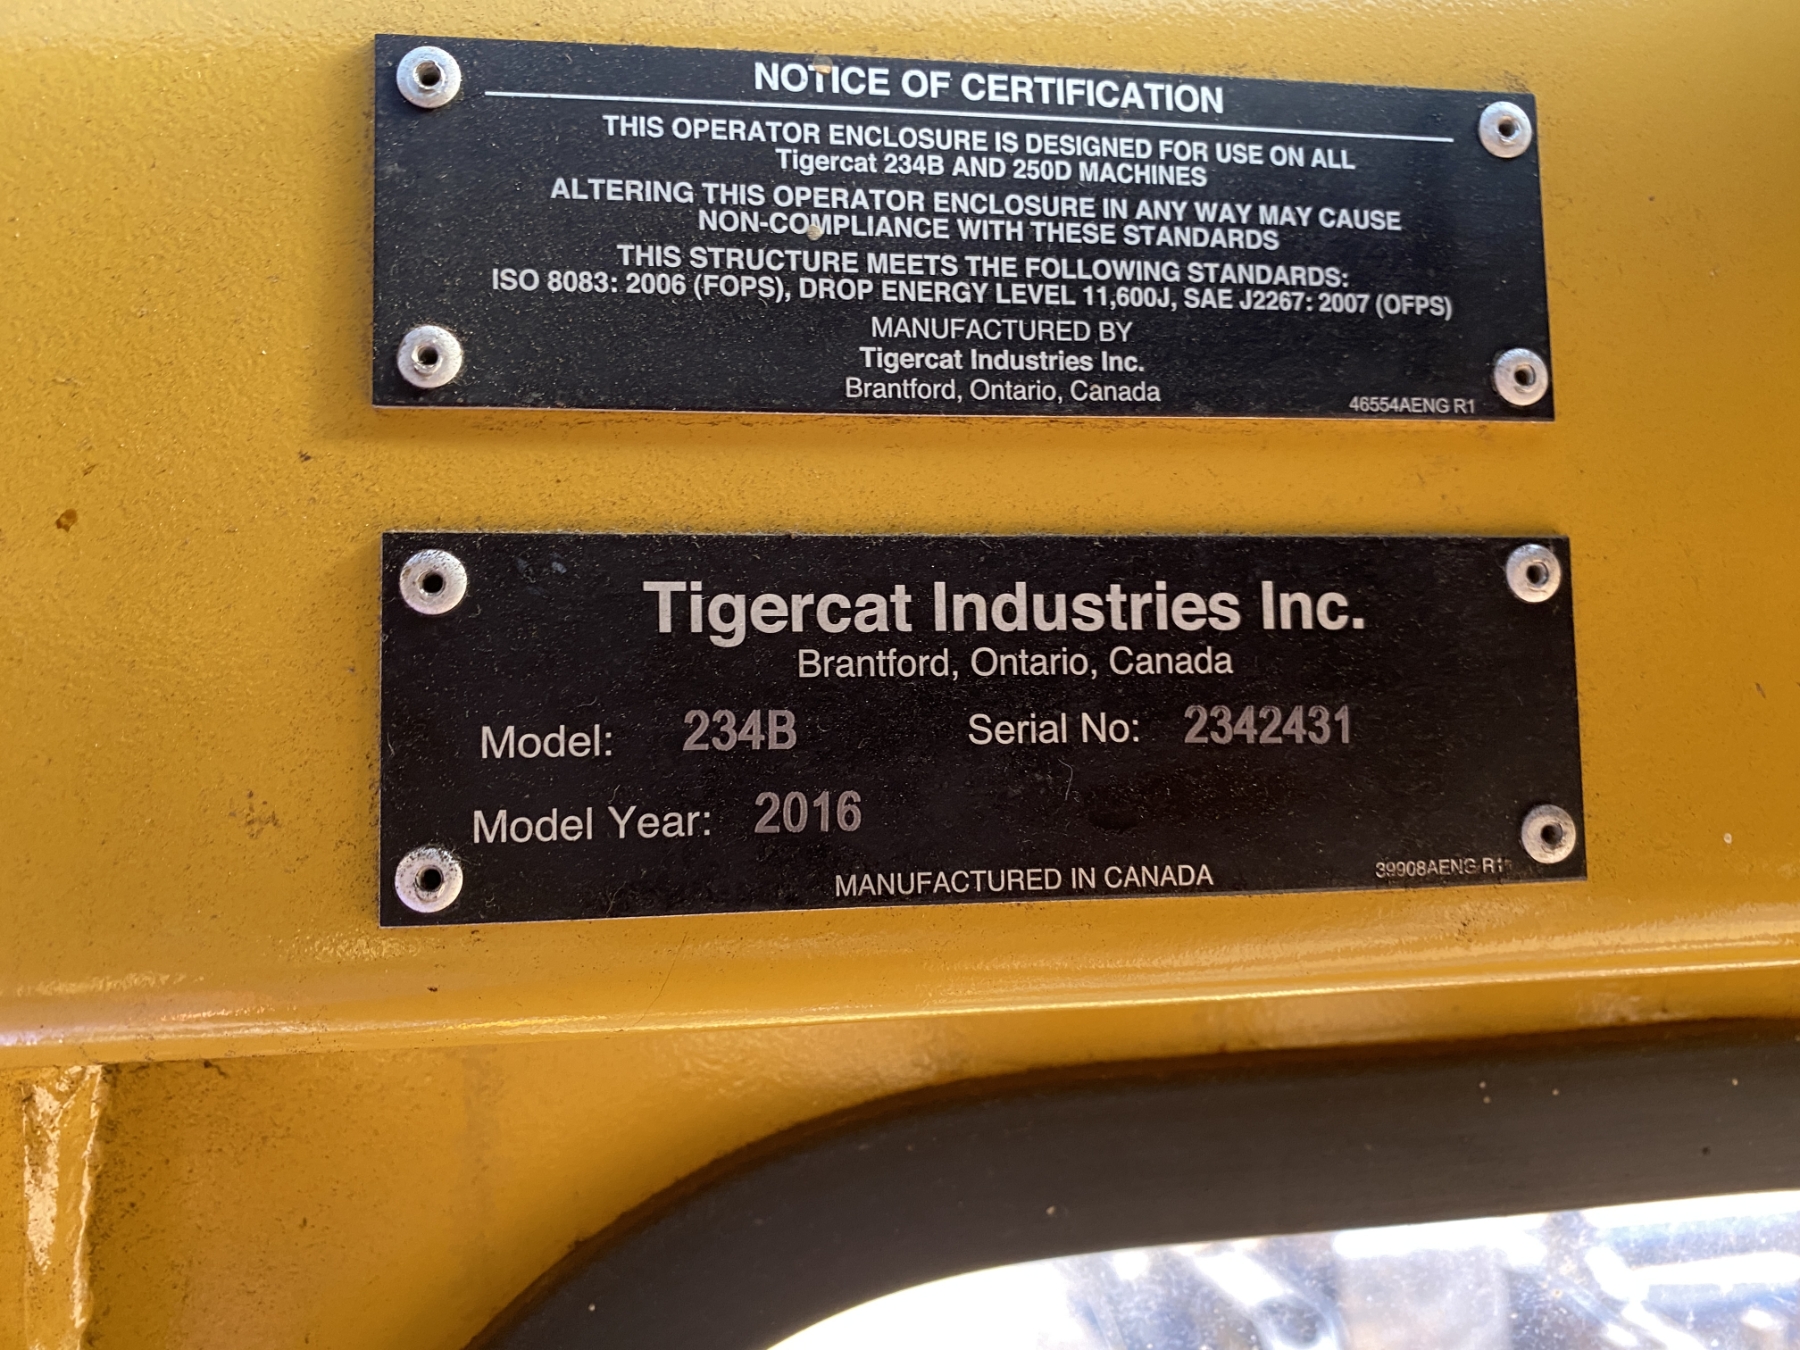 NOTICE OF CERTIFICATION
THIS OPERATOR ENCLOSURE IS DESIGNED FOR USE ON ALL
Tigercat 234B AND 250D MACHINES
ALTERING THIS OPERATOR ENCLOSURE IN ANY WAY MAY CAUSE
NON-COMPLIANCE WITH THESE STANDARDS
THIS STRUCTURE MEETS THE FOLLOWING STANDARDS:
ISO 8083: 2006 (FOPS), DROP ENERGY LEVEL 11,600J, SAE J2267: 2007 (OFPS)
MANUFACTURED BY
Tigercat Industries Inc.
Brantford, Ontario, Canada
46554AENG R1
Tigercat Industries Inc.
Brantford, Ontario, Canada
Model: 234B Serial No: 2342431
Model Year: 2016
MANUFACTURED IN CANADA
39908AENG R1